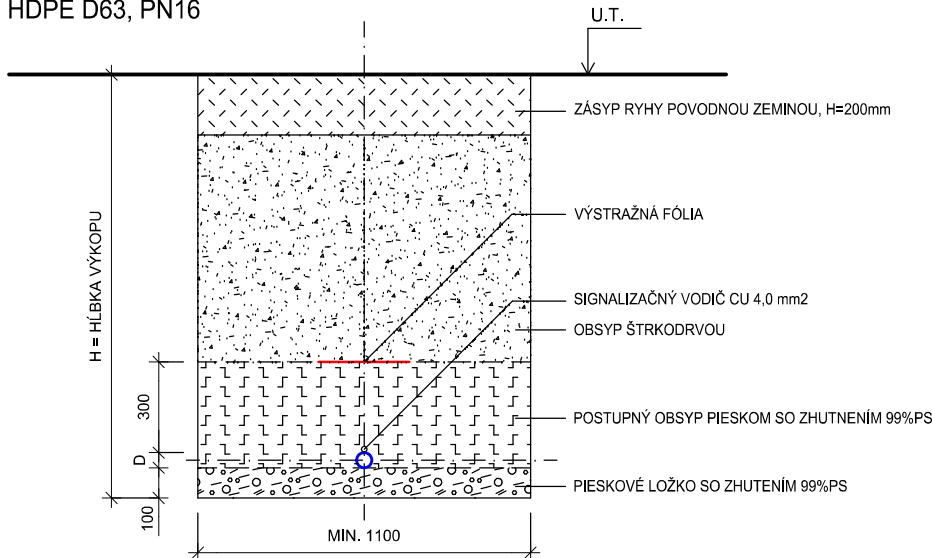 HDPE D63, PN16
U.T.
ZÁSYP RYHY POVODNOU ZEMINOU, H=200mm
VÝSTRAŽNÁ FÓLIA
H = HĹBKA VÝKOPU
SIGNALIZAČNÝ VODIČ CU 4,0 mm2
OBSYP ŠTRKODRVOU
300
POSTUPNÝ OBSYP PIESKOM SO ZHUTNENÍM 99%PS
D
PIESKOVÉ LOŽKO SO ZHUTENÍM 99%PS
100
MIN. 1100